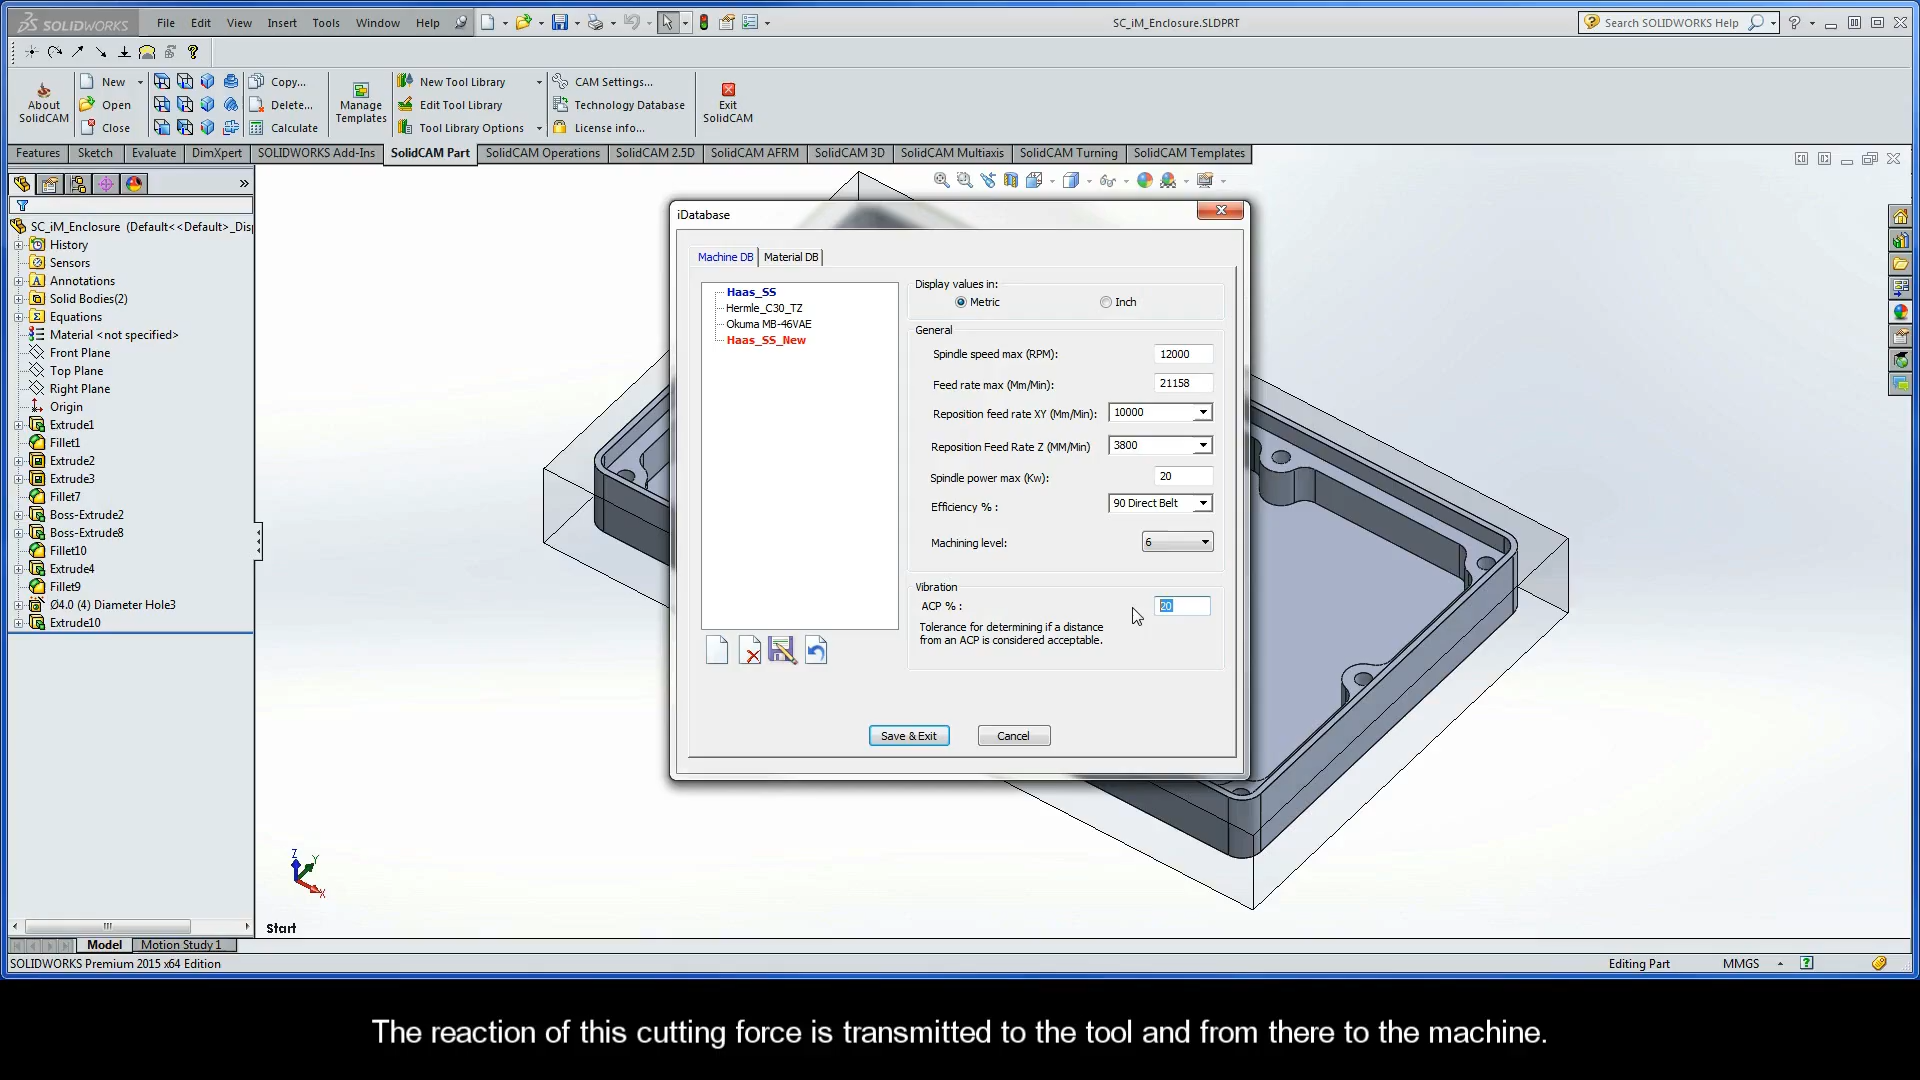 SOLIDWORKS File Edit View Insert Tools Window Help SC_iM_Enclosure.SLDPRT Search SOLIDWORKS Help
About SolidCAM
New
Open
Close
Copy...
Delete...
Calculate
Manage Templates
New Tool Library
Edit Tool Library
Tool Library Options
CAM Settings...
Technology Database
License info...
Exit SolidCAM
Features Sketch Evaluate DimXpert SOLIDWORKS Add-Ins SolidCAM Part SolidCAM Operations SolidCAM 2.5D SolidCAM AFRM SolidCAM 3D SolidCAM Multiaxis SolidCAM Turning SolidCAM Templates
SC_iM_Enclosure (Default<<Default>_Disp
History
Sensors
Annotations
Solid Bodies(2)
Equations
Material <not specified>
Front Plane
Top Plane
Right Plane
Origin
Extrude1
Fillet1
Extrude2
Extrude3
Fillet7
Boss-Extrude2
Boss-Extrude8
Fillet10
Extrude4
Fillet9
Ø4.0 (4) Diameter Hole3
Extrude10
iDatabase
Machine DB Material DB
Haas_SS
Hermle_C30_TZ
Okuma MB-46VAE
Haas_SS_New
Display values in:
Metric Inch
General
Spindle speed max (RPM): 12000
Feed rate max (Mm/Min): 21158
Reposition feed rate XY (Mm/Min): 10000
Reposition Feed Rate Z (MM/Min) 3800
Spindle power max (Kw): 20
Efficiency % : 90 Direct Belt
Machining level: 6
Vibration
ACP % : 20
Tolerance for determining if a distance
from an ACP is considered acceptable.
Save & Exit Cancel
Z Y X
Start
Model Motion Study 1
SOLIDWORKS Premium 2015 x64 Edition Editing Part MMGS
The reaction of this cutting force is transmitted to the tool and from there to the machine.